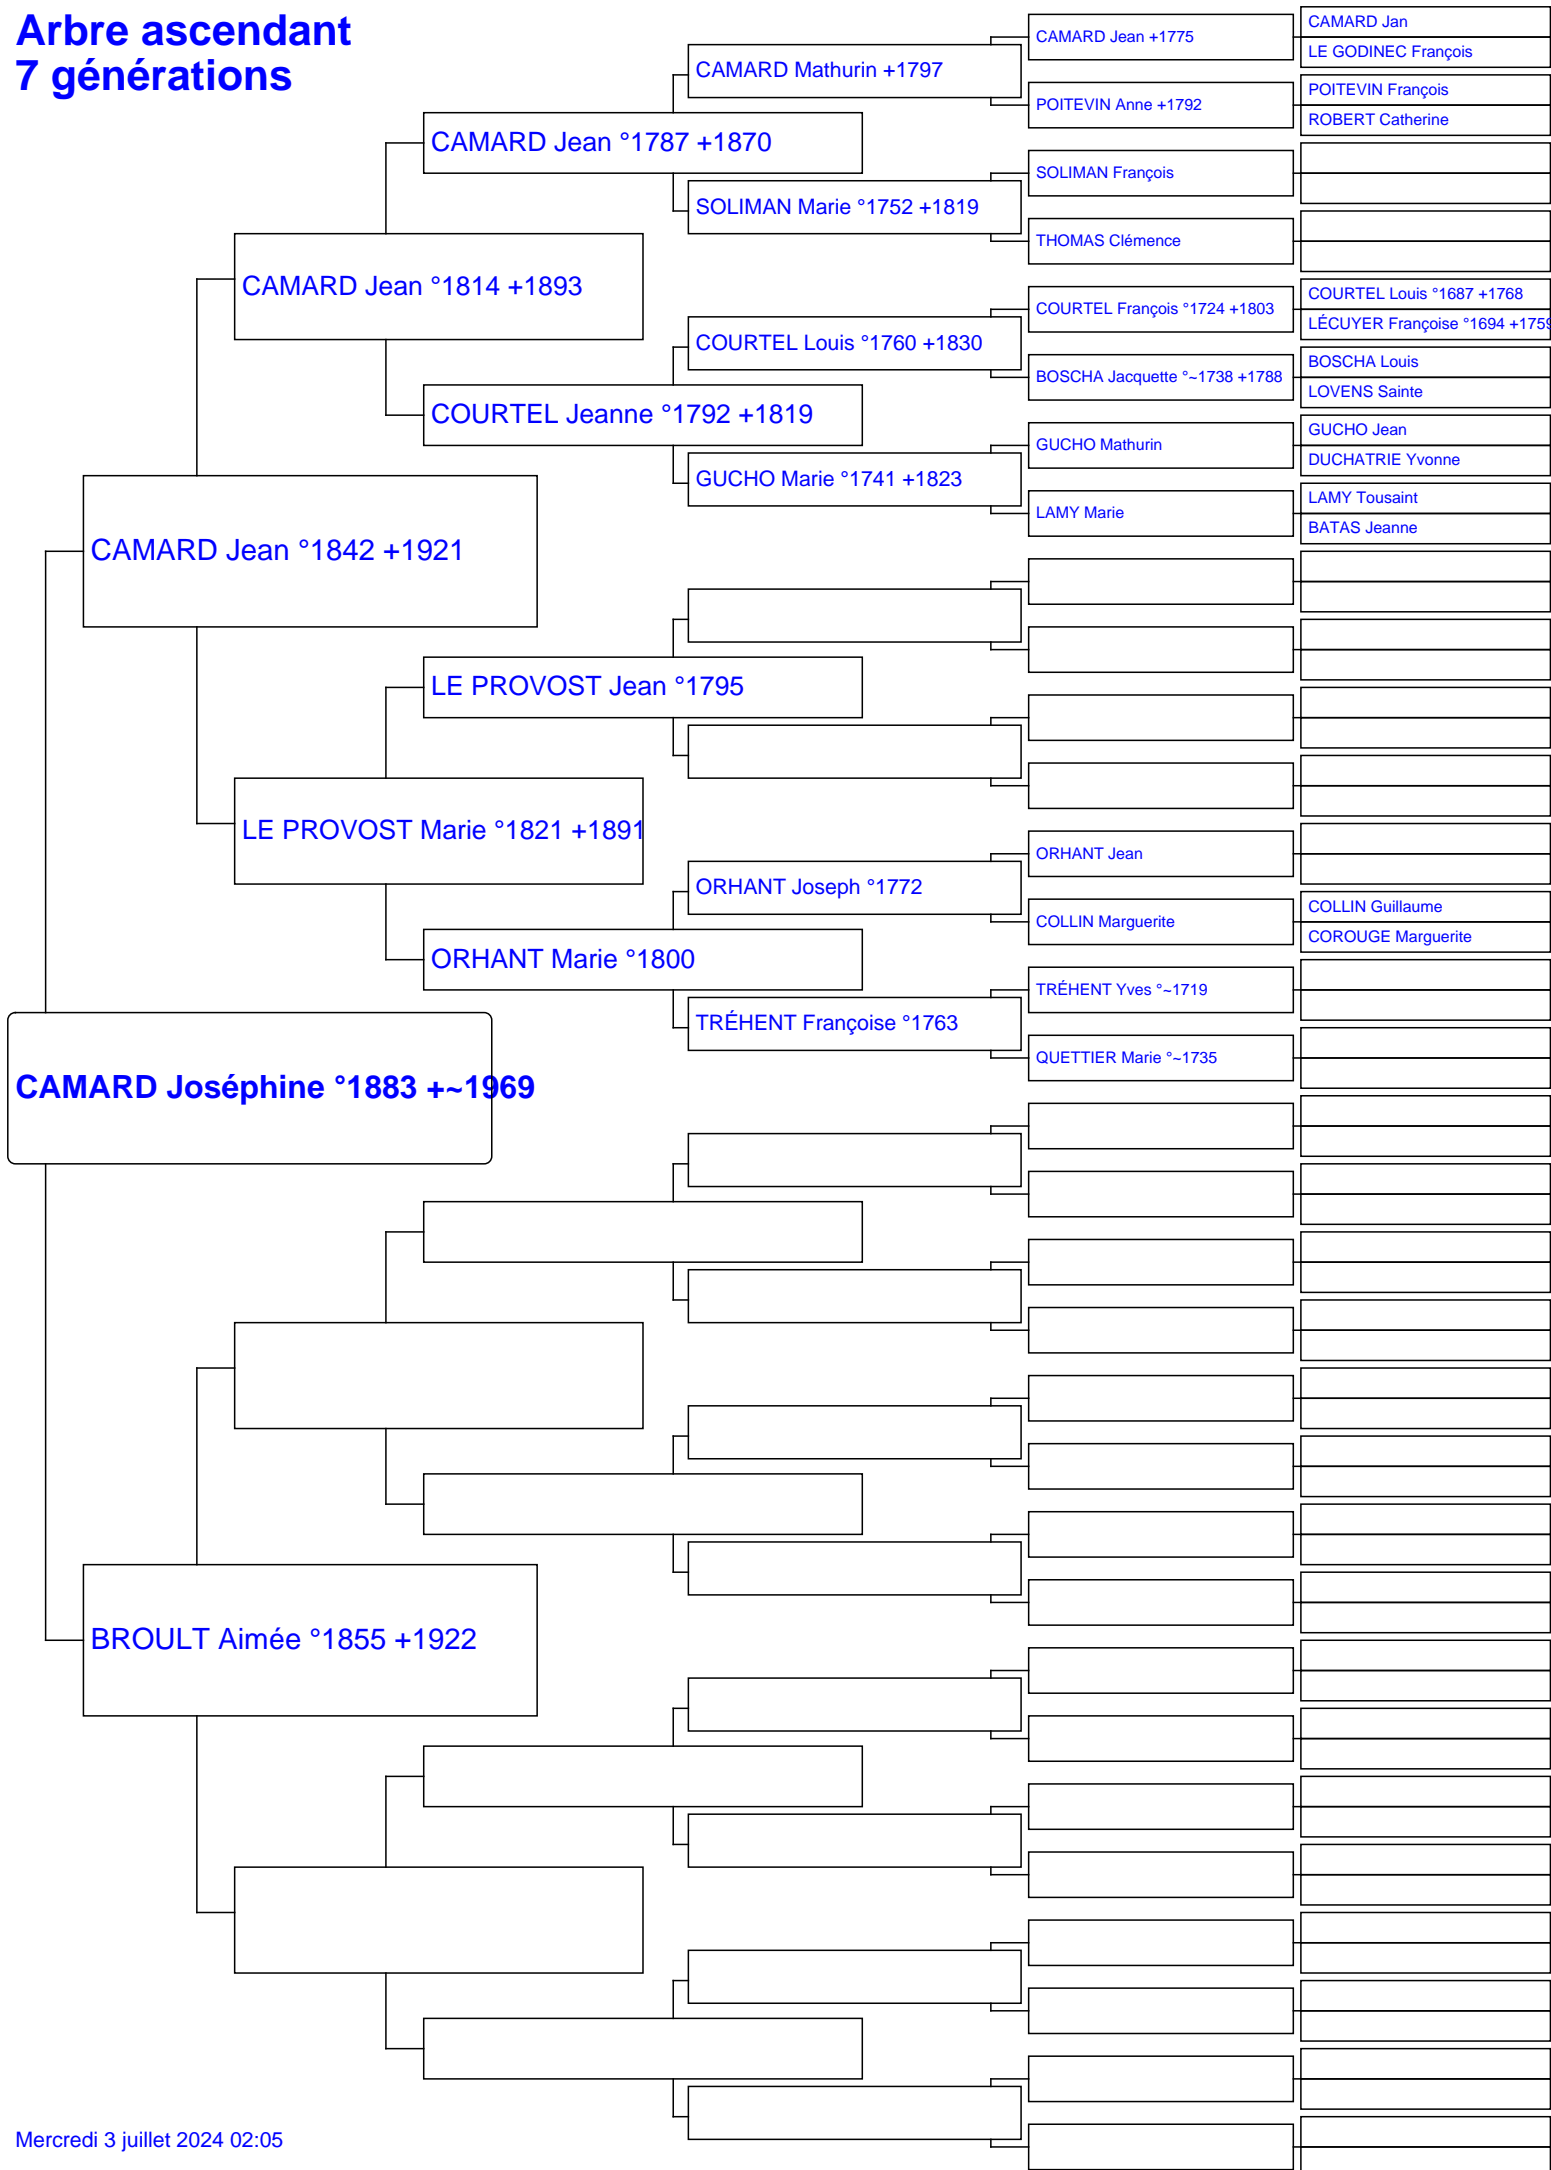 Arbre ascendant
7 générations
CAMARD Joséphine °1883 +~1969
CAMARD Jean °1842 +1921
BROULT Aimée °1855 +1922
CAMARD Jean °1814 +1893
LE PROVOST Marie °1821 +1891
CAMARD Jean °1787 +1870
COURTEL Jeanne °1792 +1819
LE PROVOST Jean °1795
ORHANT Marie °1800
CAMARD Mathurin +1797
SOLIMAN Marie °1752 +1819
COURTEL Louis °1760 +1830
GUCHO Marie °1741 +1823
ORHANT Joseph °1772
TRÉHENT Françoise °1763
CAMARD Jean +1775
POITEVIN Anne +1792
SOLIMAN François
THOMAS Clémence
COURTEL François °1724 +1803
BOSCHA Jacquette °~1738 +1788
GUCHO Mathurin
LAMY Marie
ORHANT Jean
COLLIN Marguerite
TRÉHENT Yves °~1719
QUETTIER Marie °~1735
CAMARD Jan
LE GODINEC François
POITEVIN François
ROBERT Catherine
COURTEL Louis °1687 +1768
LÉCUYER Françoise °1694 +1759
BOSCHA Louis
LOVENS Sainte
GUCHO Jean
DUCHATRIE Yvonne
LAMY Tousaint
BATAS Jeanne
COLLIN Guillaume
COROUGE Marguerite
Mercredi 3 juillet 2024 02:05